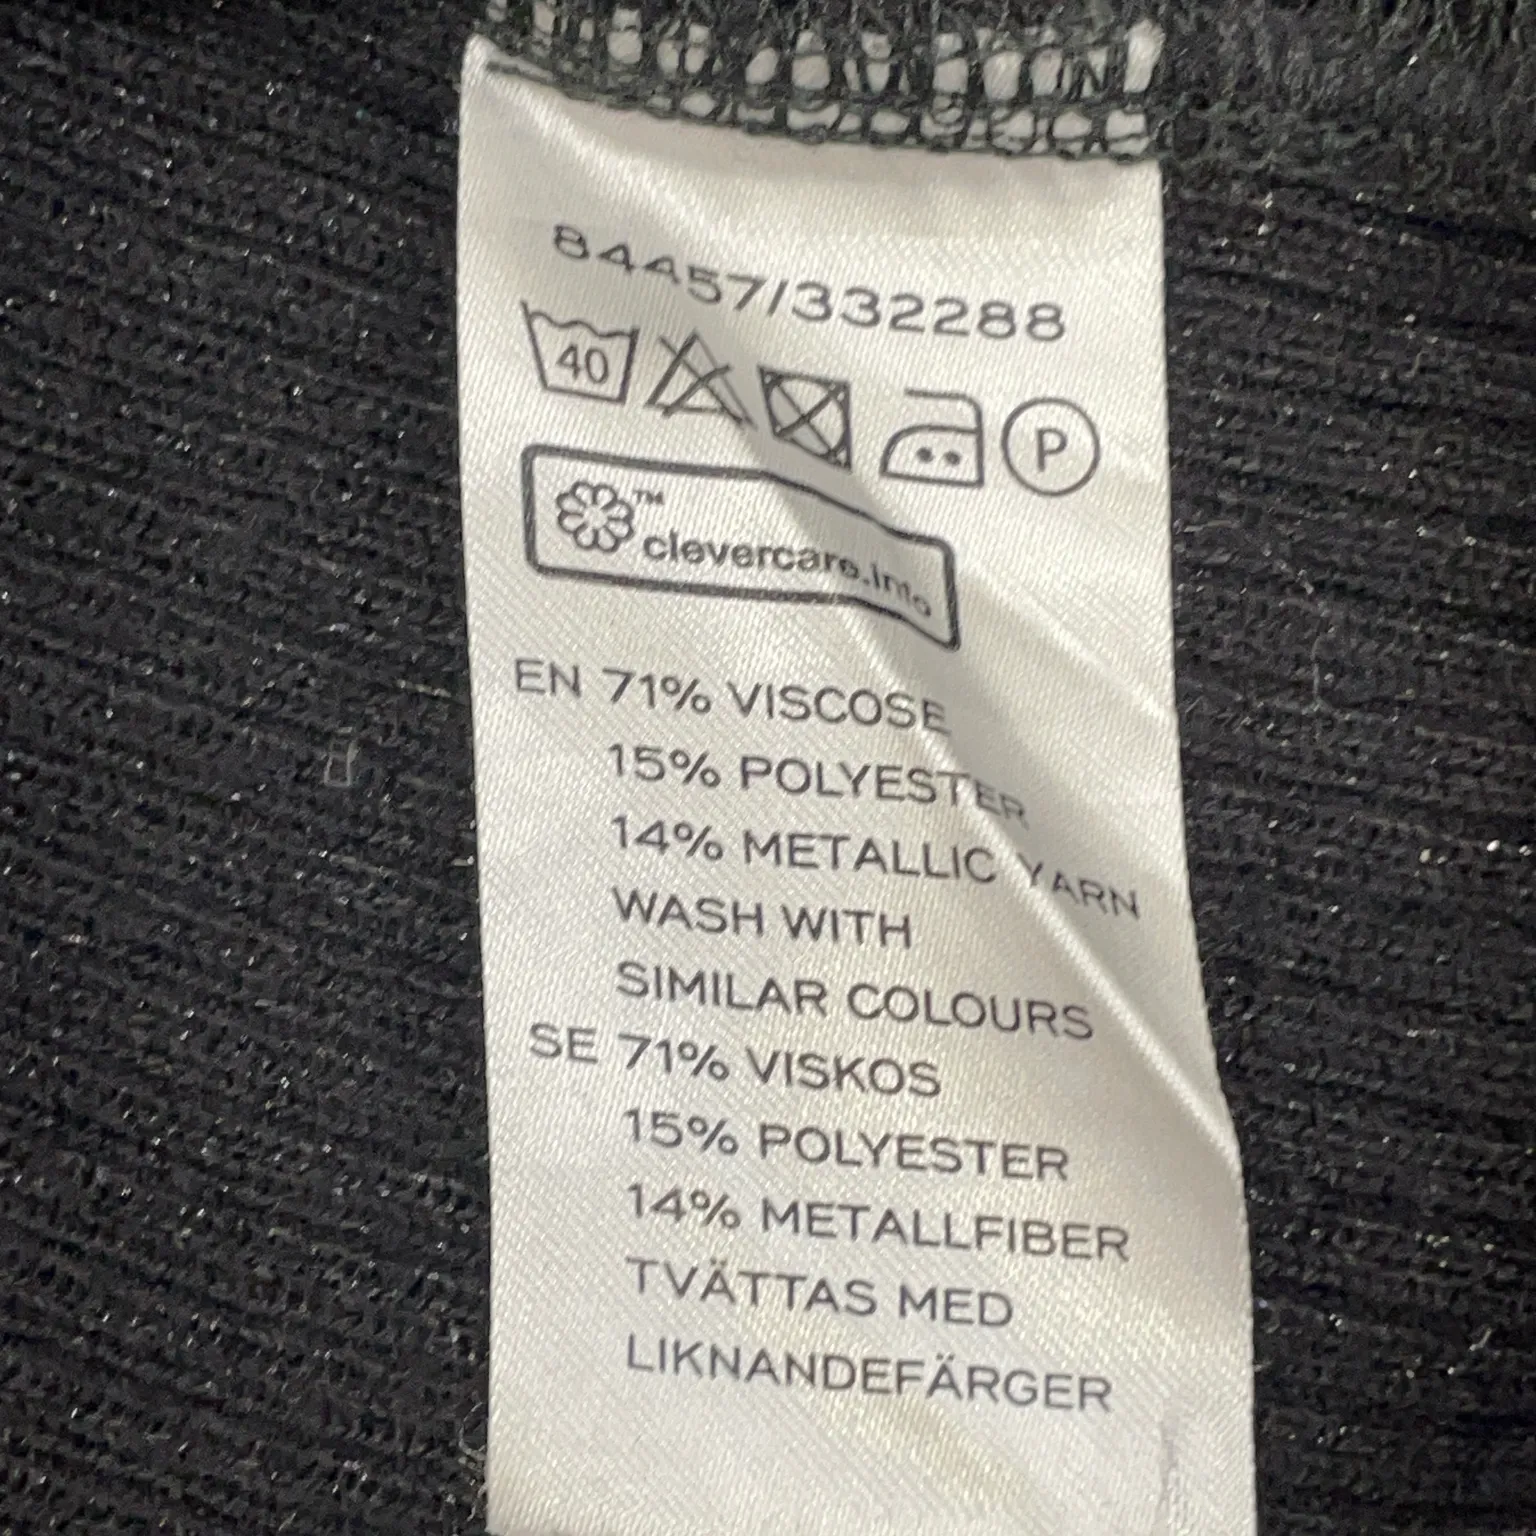 84457/332288
40
P
™
clevercare.info
EN 71% VISCOSE
15% POLYESTER
14% METALLIC YARN
WASH WITH
SIMILAR COLOURS
SE 71% VISKOS
15% POLYESTER
14% METALLFIBER
TVÄTTAS MED
LIKNANDEFÄRGER